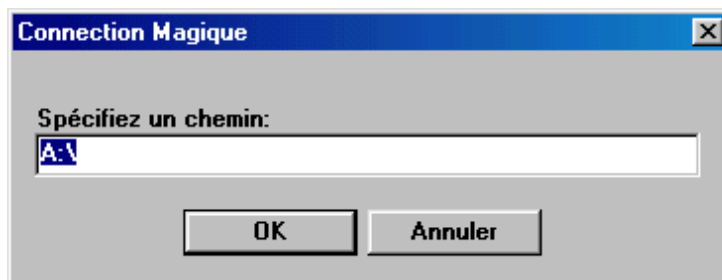 Connection Magique
Spécifiez un chemin:
A:\
OK
Annuler